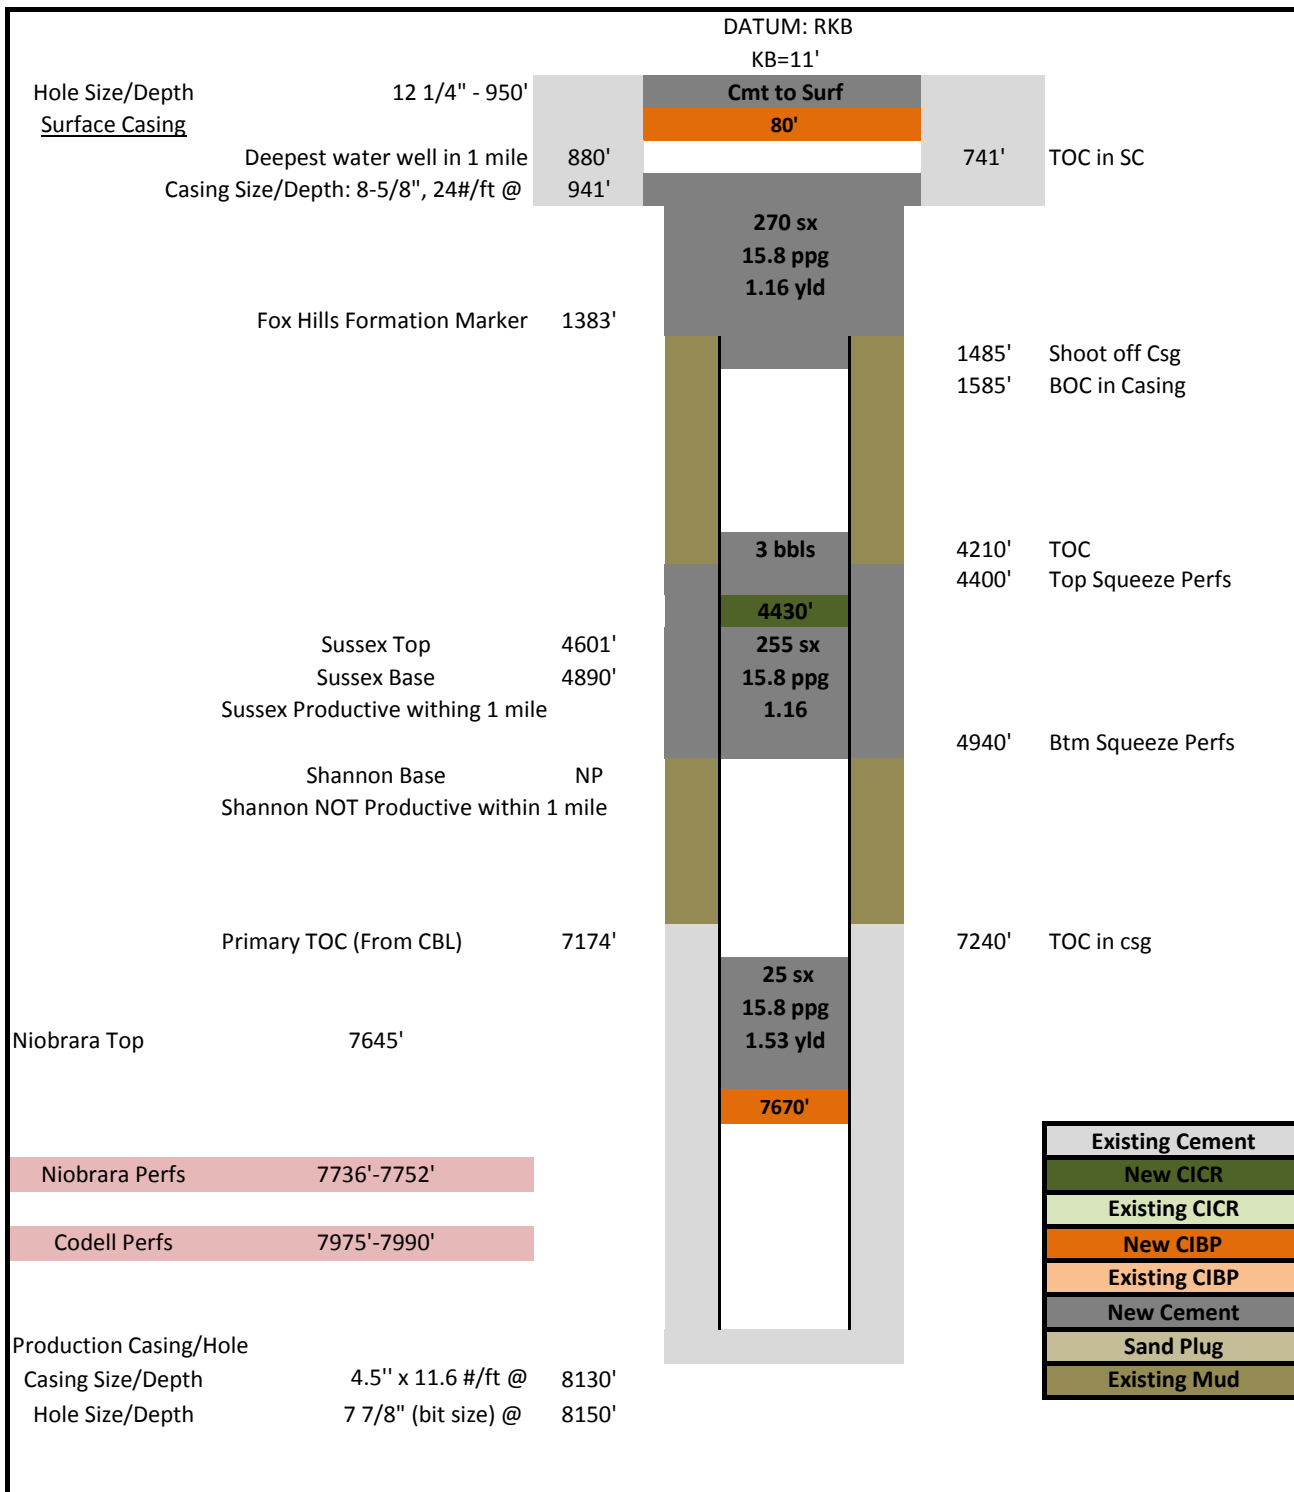 DATUM: RKB
KB=11'
Hole Size/Depth 12 1/4" - 950' Cmt to Surf
Surface Casing 80'
Deepest water well in 1 mile 880' 741' TOC in SC
Casing Size/Depth: 8-5/8", 24#/ft @ 941'
270 sx
15.8 ppg
1.16 yld
Fox Hills Formation Marker 1383'
1485' Shoot off Csg
1585' BOC in Casing
3 bbls 4210' TOC
4400' Top Squeeze Perfs
4430'
Sussex Top 4601' 255 sx
Sussex Base 4890' 15.8 ppg
Sussex Productive withing 1 mile 1.16
4940' Btm Squeeze Perfs
Shannon Base NP
Shannon NOT Productive within 1 mile
Primary TOC (From CBL) 7174' 7240' TOC in csg
25 sx
15.8 ppg
Niobrara Top 7645' 1.53 yld
7670'
Existing Cement
Niobrara Perfs 7736'-7752' New CICR
Existing CICR
Codell Perfs 7975'-7990' New CIBP
Existing CIBP
New Cement
Production Casing/Hole Sand Plug
Casing Size/Depth 4.5'' x 11.6 #/ft @ 8130' Existing Mud
Hole Size/Depth 7 7/8" (bit size) @ 8150'